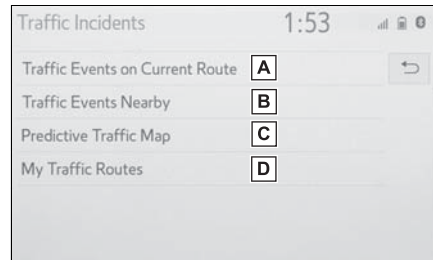 Traffic Incidents 1:53
Traffic Events on Current Route A
Traffic Events Nearby B
Predictive Traffic Map C
My Traffic Routes D